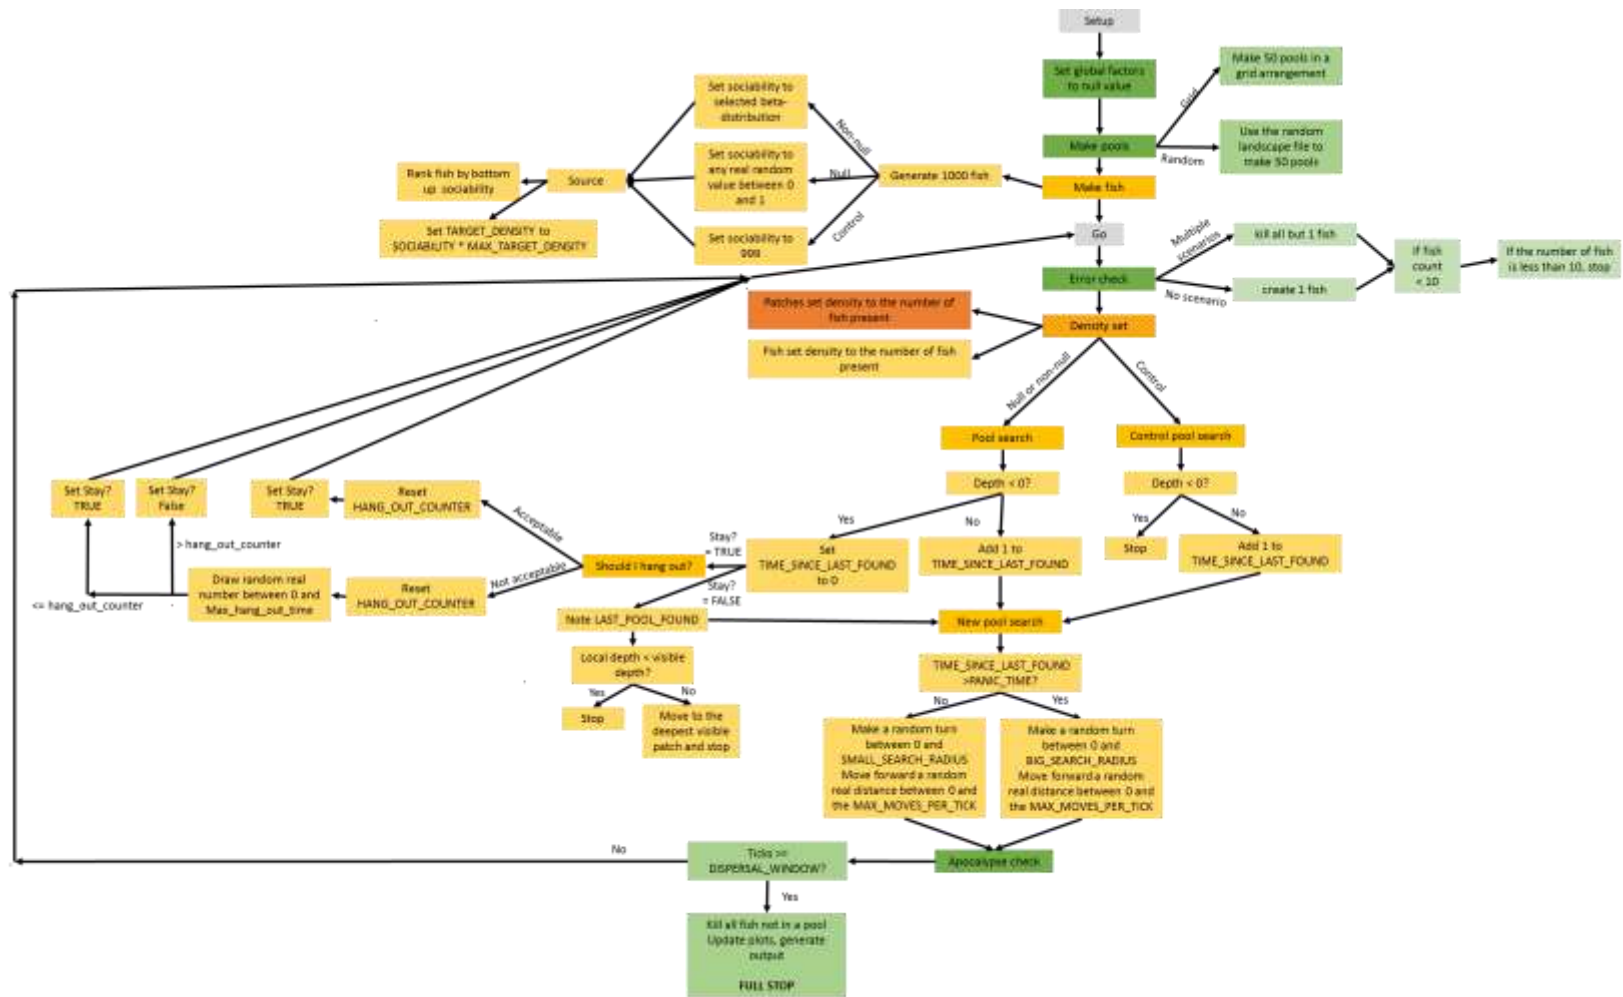 Setup
Set global factors
to null value
Make pools
Grid
Make 50 pools in a
grid arrangement
Random
Use the random
landscape file to
make 50 pools
Make fish
Generate 1000 fish
Non-null
Null
Control
Set sociability to
selected beta-
distribution
Set sociability to
any real random
value between 0
and 1
Set sociability to
999
Source
Rank fish by bottom
up sociability
Set TARGET_DENSITY to
SOCIABILITY * MAX_TARGET_DENSITY
Go
Error check
Multiple
scenarios
No scenario
kill all but 1 fish
create 1 fish
If fish
count
< 10
If the number of fish
is less than 10, stop
Density set
Patches set density to the number of
fish present
Fish set density to the number of fish
present
Null or non-null
Control
Pool search
Control pool search
Depth < 0?
Depth < 0?
Yes
No
Yes
No
Stop
Add 1 to
TIME_SINCE_LAST_FOUND
Add 1 to
TIME_SINCE_LAST_FOUND
Set
TIME_SINCE_LAST_FOUND
to 0
Stay?
= TRUE
Stay?
= FALSE
Should I hang out?
Acceptable
Not acceptable
Reset
HANG_OUT_COUNTER
Reset
HANG_OUT_COUNTER
Set Stay?
TRUE
Set Stay?
False
Set Stay?
TRUE
> hang_out_counter
<= hang_out_counter
Draw random real
number between 0 and
Max_hang_out_time
Note LAST_POOL_FOUND
Local depth < visible
depth?
Yes
No
Stop
Move to the
deepest visible
patch and stop
New pool search
TIME_SINCE_LAST_FOUND
>PANIC_TIME?
No
Yes
Make a random turn
between 0 and
SMALL_SEARCH_RADIUS
Move forward a random
real distance between 0 and
the MAX_MOVES_PER_TICK
Make a random turn
between 0 and
BIG_SEARCH_RADIUS
Move forward a random
real distance between 0 and
the MAX_MOVES_PER_TICK
Apocalypse check
Ticks >=
DISPERSAL_WINDOW?
No
Yes
Kill all fish not in a pool
Update plots, generate
output
FULL STOP